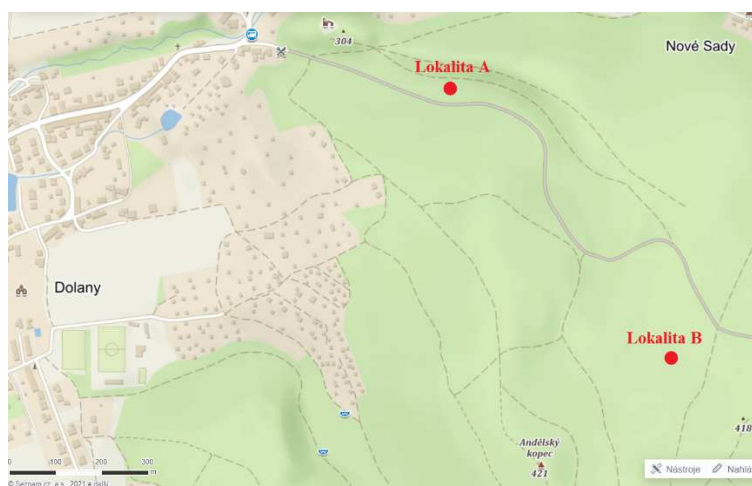 304
Nové Sady
Lokalita A
Dolany
Lokalita B
418
Andělský
kopec
421
0 100 200 300
m
Nástroje
Nahlá
© Seznam.cz, a.s., 2021 a další